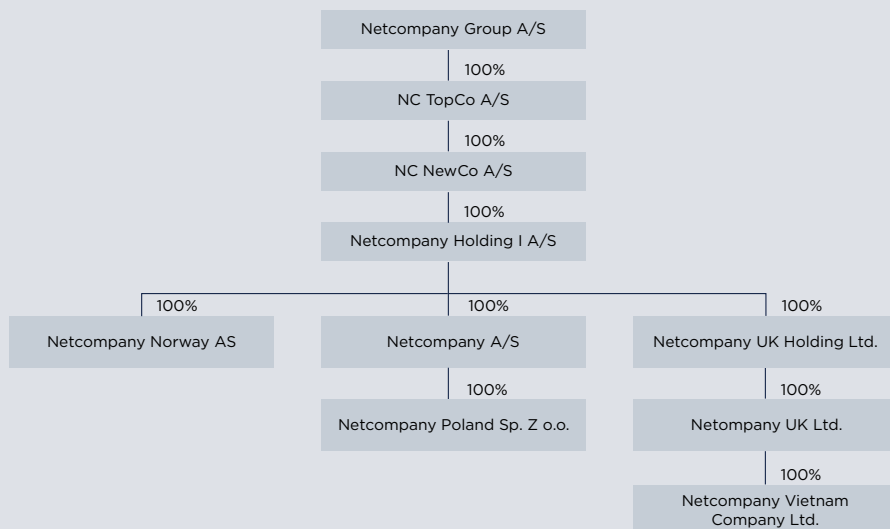 Netcompany Group A/S
100%
NC TopCo A/S
100%
NC NewCo A/S
100%
Netcompany Holding I A/S
100%
100%
100%
Netcompany Norway AS
Netcompany A/S
Netcompany UK Holding Ltd.
100%
100%
Netcompany Poland Sp. Z o.o.
Netompany UK Ltd.
100%
Netcompany Vietnam
Company Ltd.